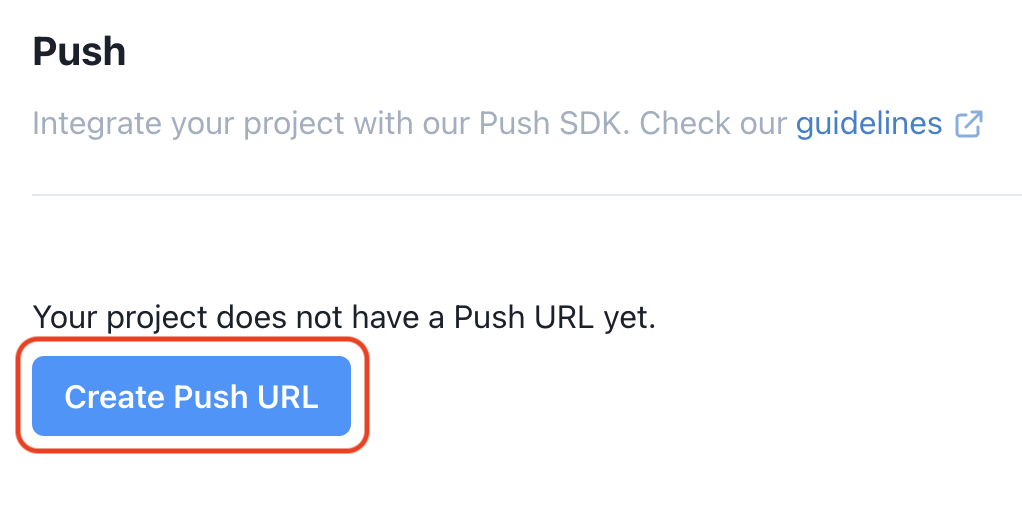 Push
Integrate your project with our Push SDK. Check our guidelines
Your project does not have a Push URL yet.
Create Push URL